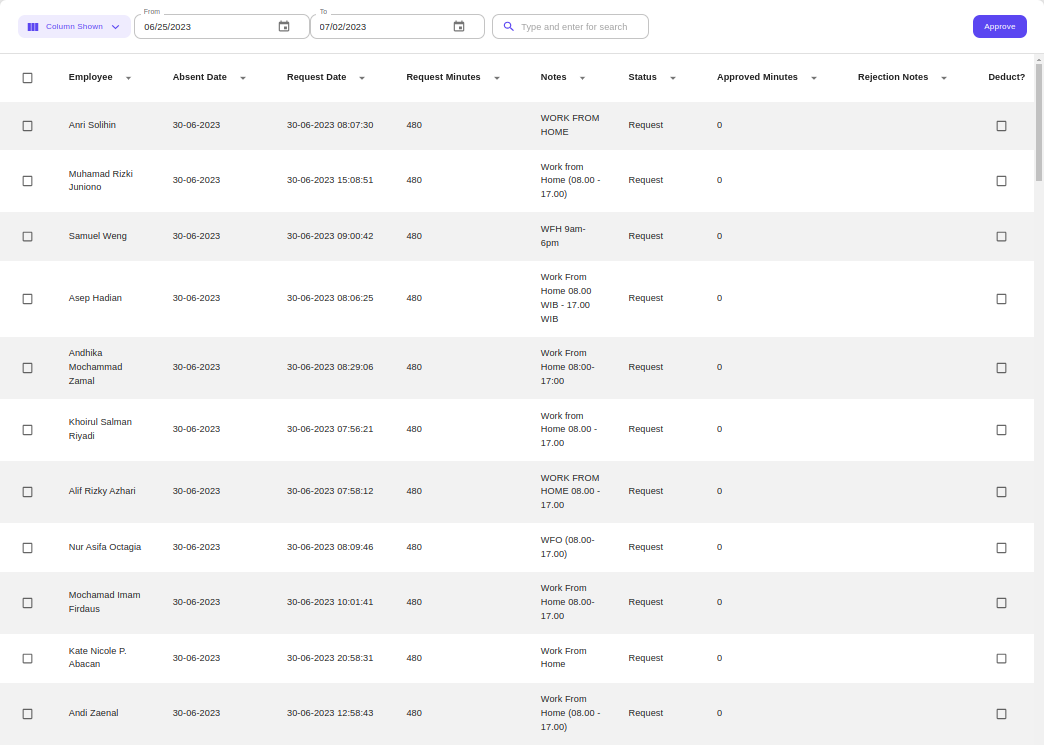 From
To
Column Shown
06/25/2023
07/02/2023
Type and enter for search
Approve
Employee
Absent Date
Request Date
Request Minutes
Notes
Status
Approved Minutes
Rejection Notes
Deduct?
Anri Solihin
30-06-2023
30-06-2023 08:07:30
480
WORK FROM
HOME
Request
0
Muhamad Rizki
Juniono
30-06-2023
30-06-2023 15:08:51
480
Work from
Home (08.00 -
17.00)
Request
0
Samuel Weng
30-06-2023
30-06-2023 09:00:42
480
WFH 9am-
6pm
Request
0
Asep Hadian
30-06-2023
30-06-2023 08:06:25
480
Work From
Home 08.00
WIB - 17.00
WIB
Request
0
Andhika
Mochammad
Zamal
30-06-2023
30-06-2023 08:29:06
480
Work From
Home 08:00-
17:00
Request
0
Khoirul Salman
Riyadi
30-06-2023
30-06-2023 07:56:21
480
Work from
Home 08.00 -
17.00
Request
0
Alif Rizky Azhari
30-06-2023
30-06-2023 07:58:12
480
WORK FROM
HOME 08.00 -
17.00
Request
0
Nur Asifa Octagia
30-06-2023
30-06-2023 08:09:46
480
WFO (08.00-
17.00)
Request
0
Mochamad Imam
Firdaus
30-06-2023
30-06-2023 10:01:41
480
Work From
Home 08.00-
17.00
Request
0
Kate Nicole P.
Abacan
30-06-2023
30-06-2023 20:58:31
480
Work From
Home
Request
0
Andi Zaenal
30-06-2023
30-06-2023 12:58:43
480
Work From
Home (08.00 -
17.00)
Request
0